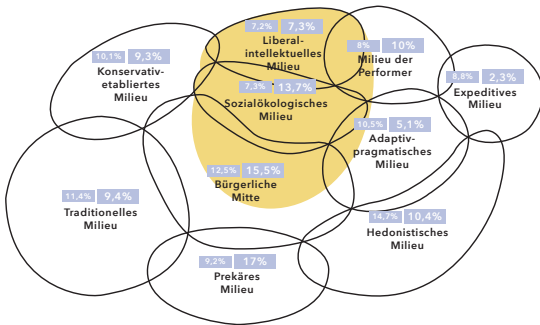 7,2% 7,3%
Liberal-
intellektuelles
Milieu
8% 10%
Milieu der
Performer
10,1% 9,3%
Konservativ-
etabliertes
Milieu
8,8% 2,3%
Expeditives
Milieu
7,3% 13,7%
Sozialökologisches
Milieu
10,5% 5,1%
Adaptiv-
pragmatisches
Milieu
12,5% 15,5%
Bürgerliche
Mitte
11,4% 9,4%
Traditionelles
Milieu
14,7% 10,4%
Hedonistisches
Milieu
9,2% 17%
Prekäres
Milieu